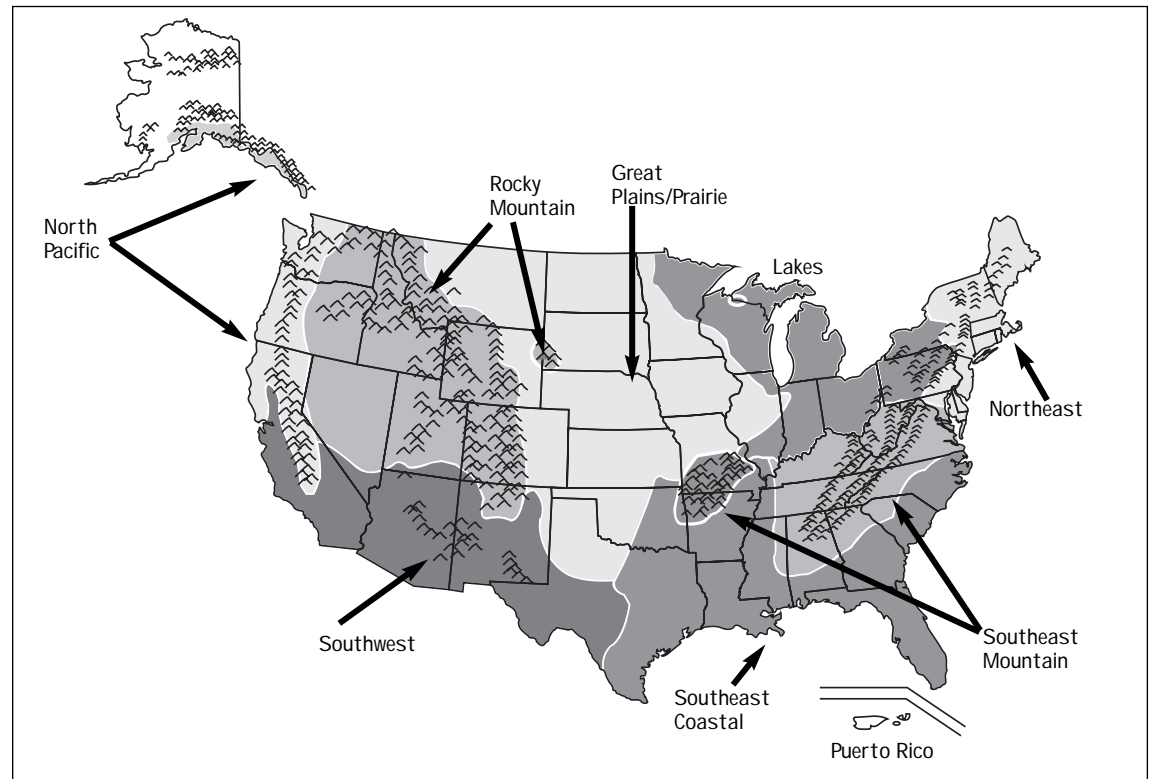 Rocky
Mountain
Great
Plains/Prairie
North
Pacific
Lakes
Northeast
Southwest
Southeast
Mountain
Southeast
Coastal
Puerto Rico